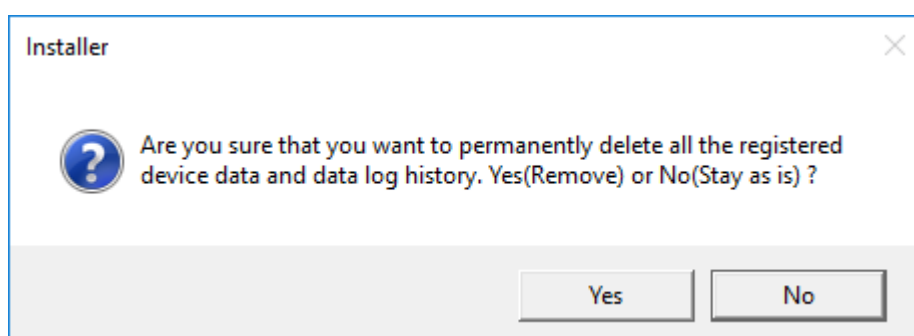 Installer
Are you sure that you want to permanently delete all the registered
device data and data log history. Yes(Remove) or No(Stay as is) ?
Yes
No